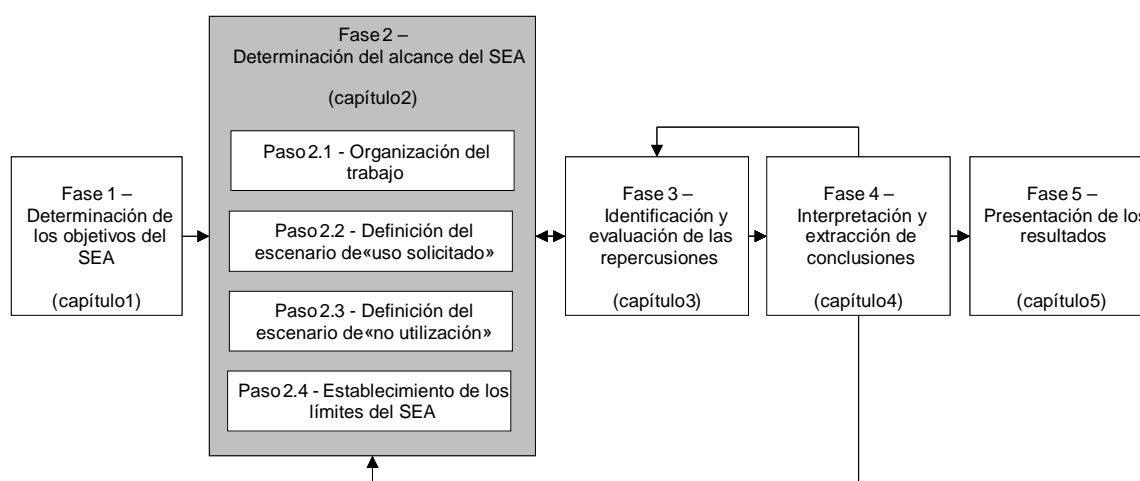 Fase 2 –
Determinación del alcance del SEA
(capítulo2)
Paso 2.1 - Organización del
trabajo
Paso 2.2 - Definición del
escenario de «uso solicitado»
Paso 2.3 - Definición del
escenario de «no utilización»
Paso 2.4 - Establecimiento de los
límites del SEA
Fase 1 –
Determinación de
los objetivos del
SEA
(capítulo1)
Fase 3 –
Identificación y
evaluación de las
repercusiones
(capítulo3)
Fase 4 –
Interpretación y
extracción de
conclusiones
(capítulo4)
Fase 5 –
Presentación de los
resultados
(capítulo5)